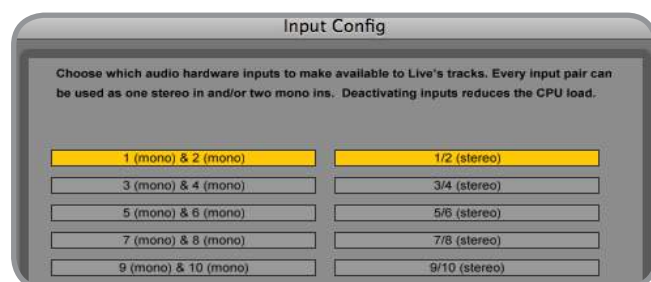 Input Config
Choose which audio hardware inputs to make available to Live's tracks. Every input pair can
be used as one stereo in and/or two mono ins. Deactivating inputs reduces the CPU load.
1 (mono) & 2 (mono) 1/2 (stereo)
3 (mono) & 4 (mono) 3/4 (stereo)
5 (mono) & 6 (mono) 5/6 (stereo)
7 (mono) & 8 (mono) 7/8 (stereo)
9 (mono) & 10 (mono) 9/10 (stereo)